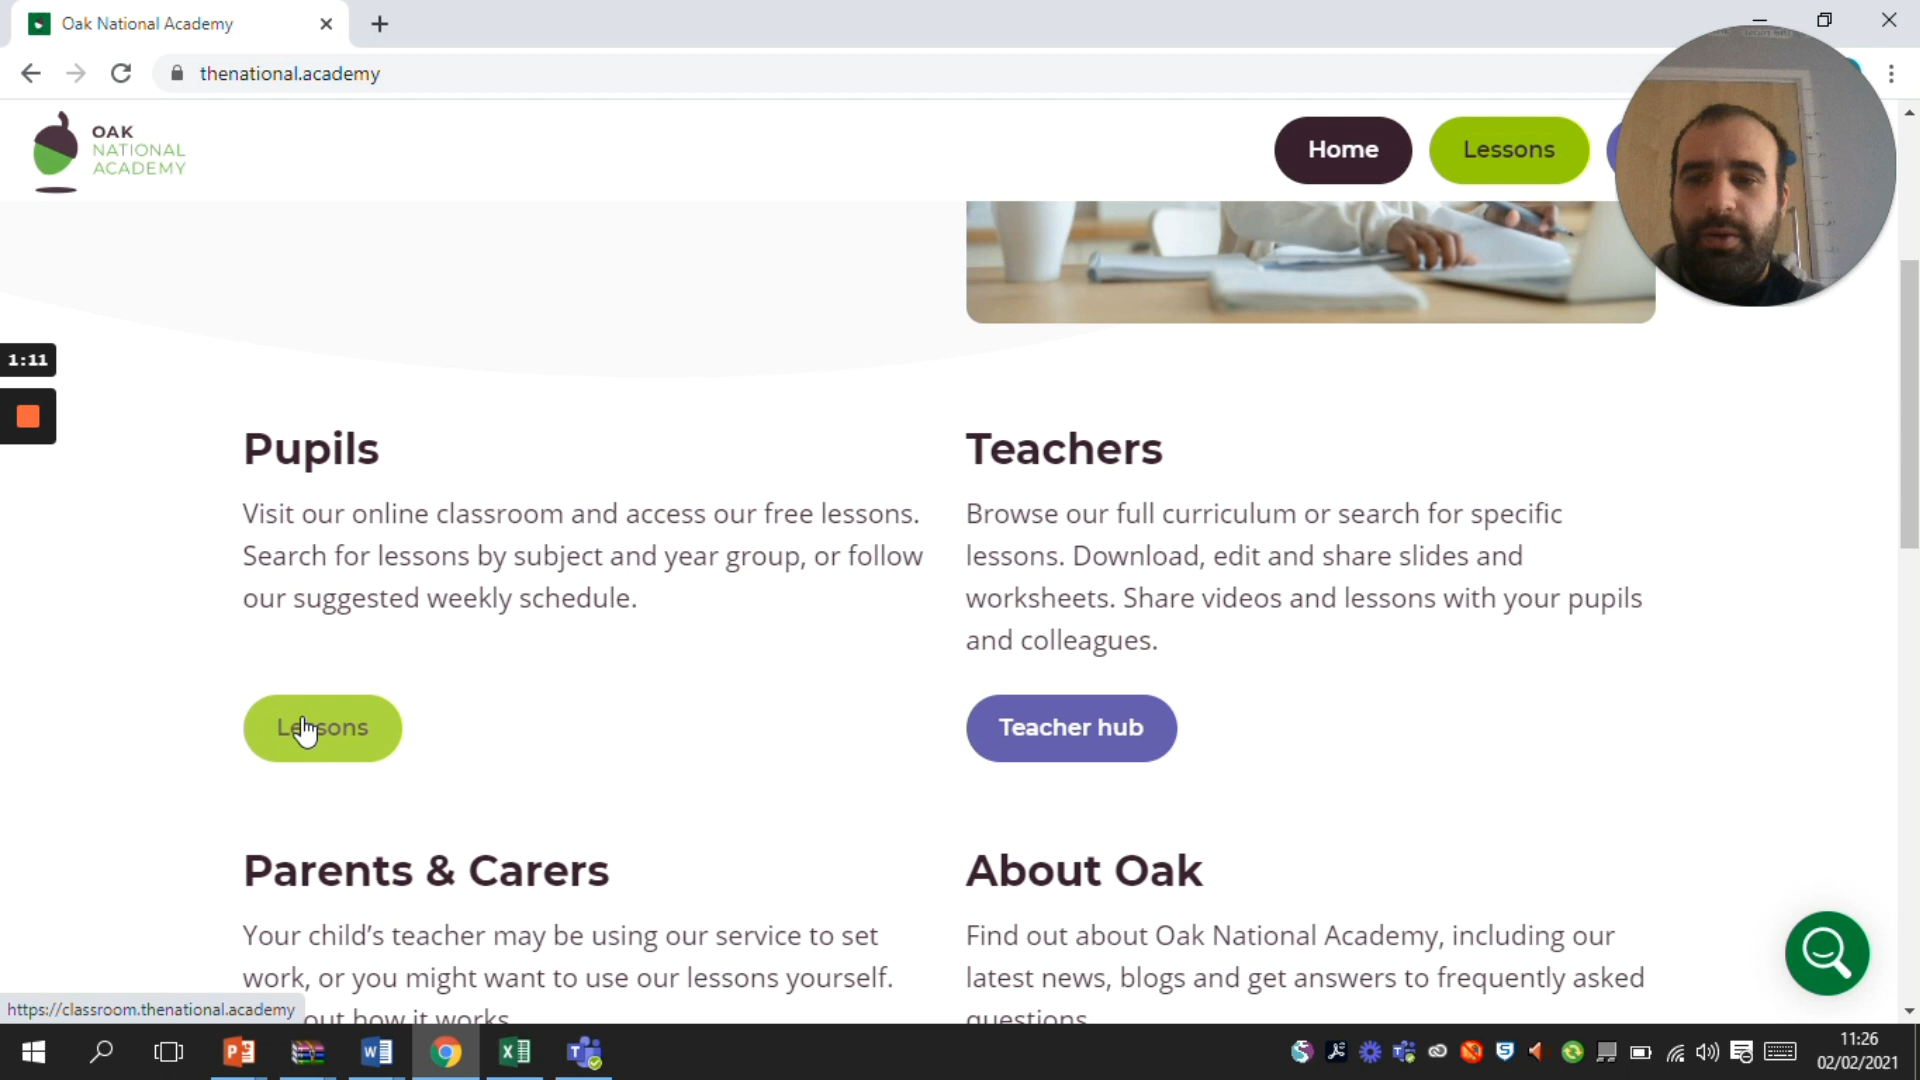 Oak National Academy
thenational.academy
OAK
NATIONAL
ACADEMY
Home
Lessons
1:11
Pupils
Visit our online classroom and access our free lessons.
Search for lessons by subject and year group, or follow
our suggested weekly schedule.
Lessons
Teachers
Browse our full curriculum or search for specific
lessons. Download, edit and share slides and
worksheets. Share videos and lessons with your pupils
and colleagues.
Teacher hub
Parents & Carers
Your child’s teacher may be using our service to set
work, or you might want to use our lessons yourself.
out how it works
About Oak
Find out about Oak National Academy, including our
latest news, blogs and get answers to frequently asked
questions
https://classroom.thenational.academy
11:26
02/02/2021